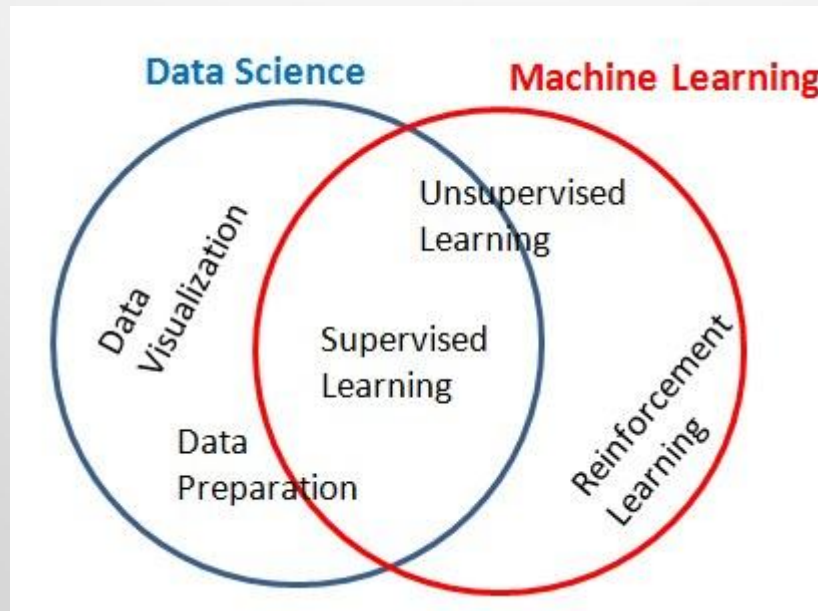 Data Science
Machine Learning
Unsupervised
Learning
Data
Visualization
Supervised
Learning
Reinforcement
Learning
Data
Preparation